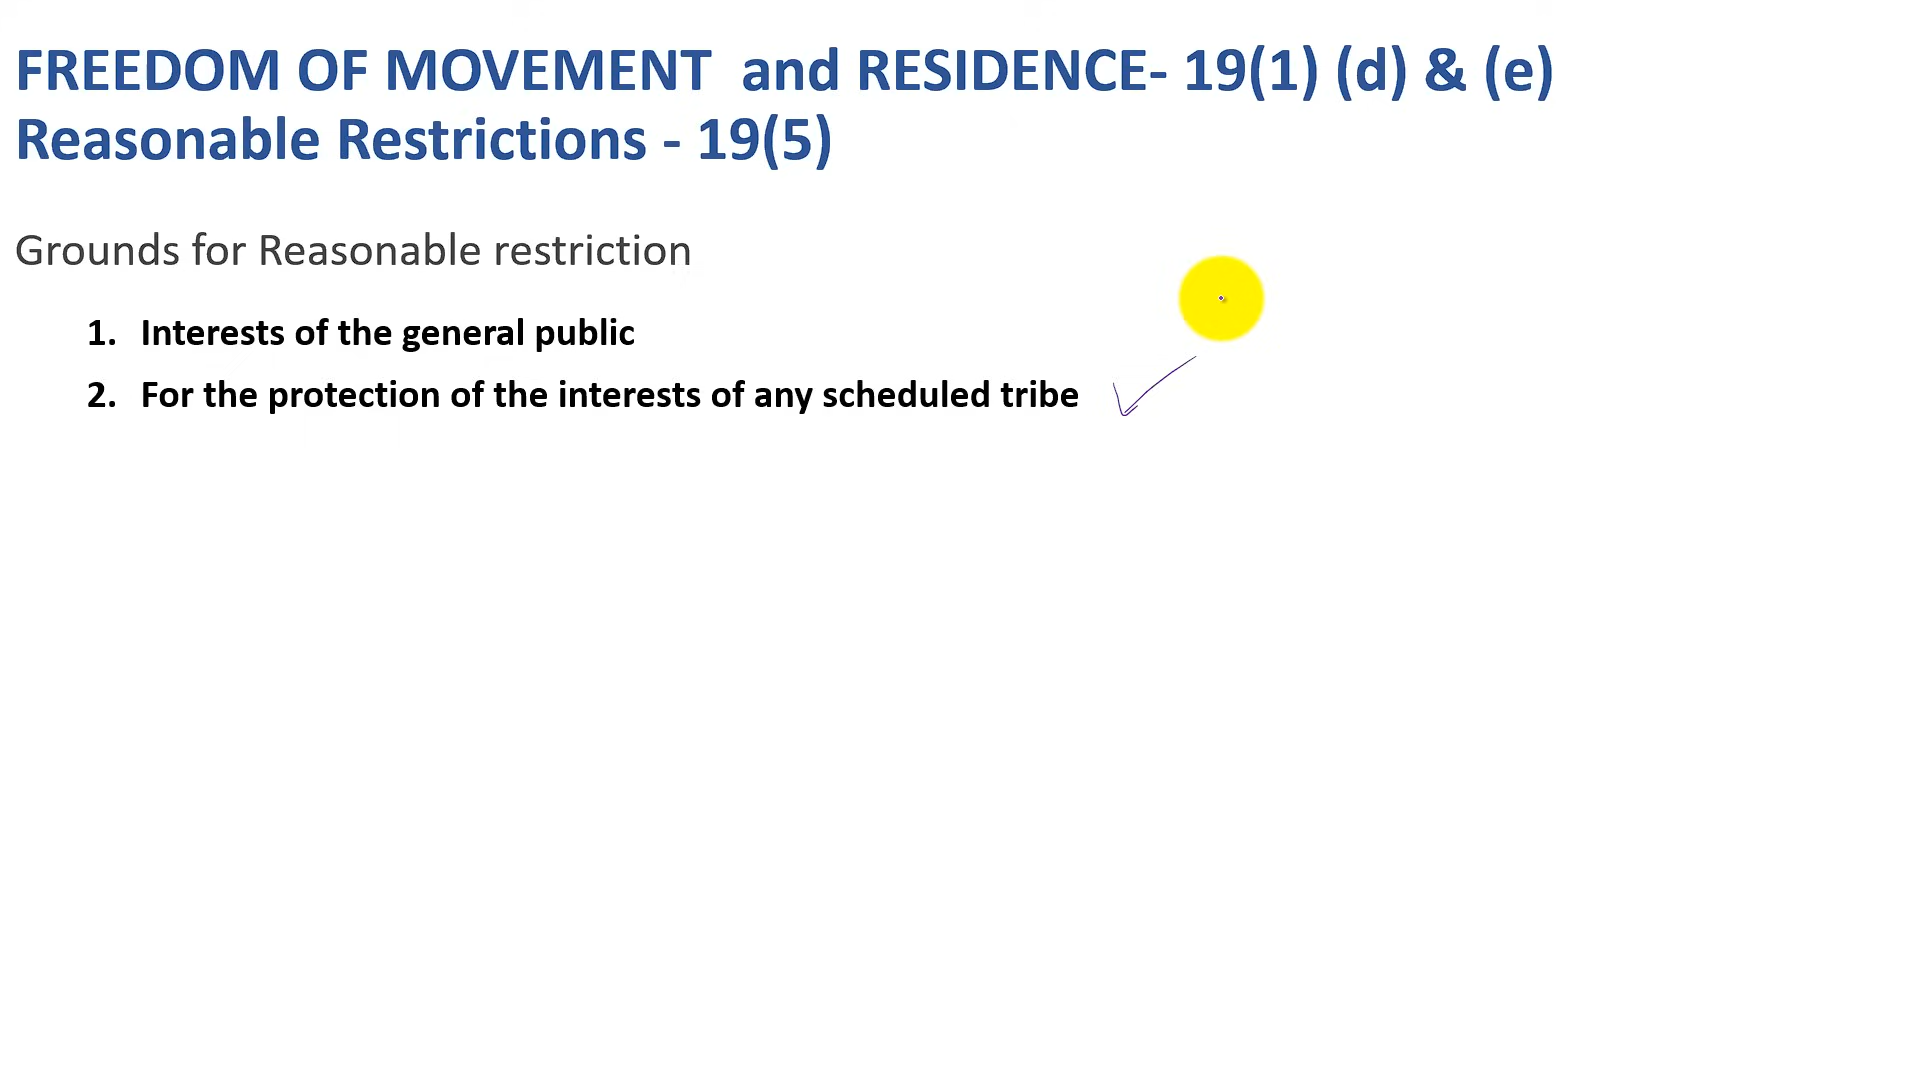 FREEDOM OF MOVEMENT and RESIDENCE- 19(1) (d) & (e)
Reasonable Restrictions - 19(5)
Grounds for Reasonable restriction
1. Interests of the general public
2. For the protection of the interests of any scheduled tribe